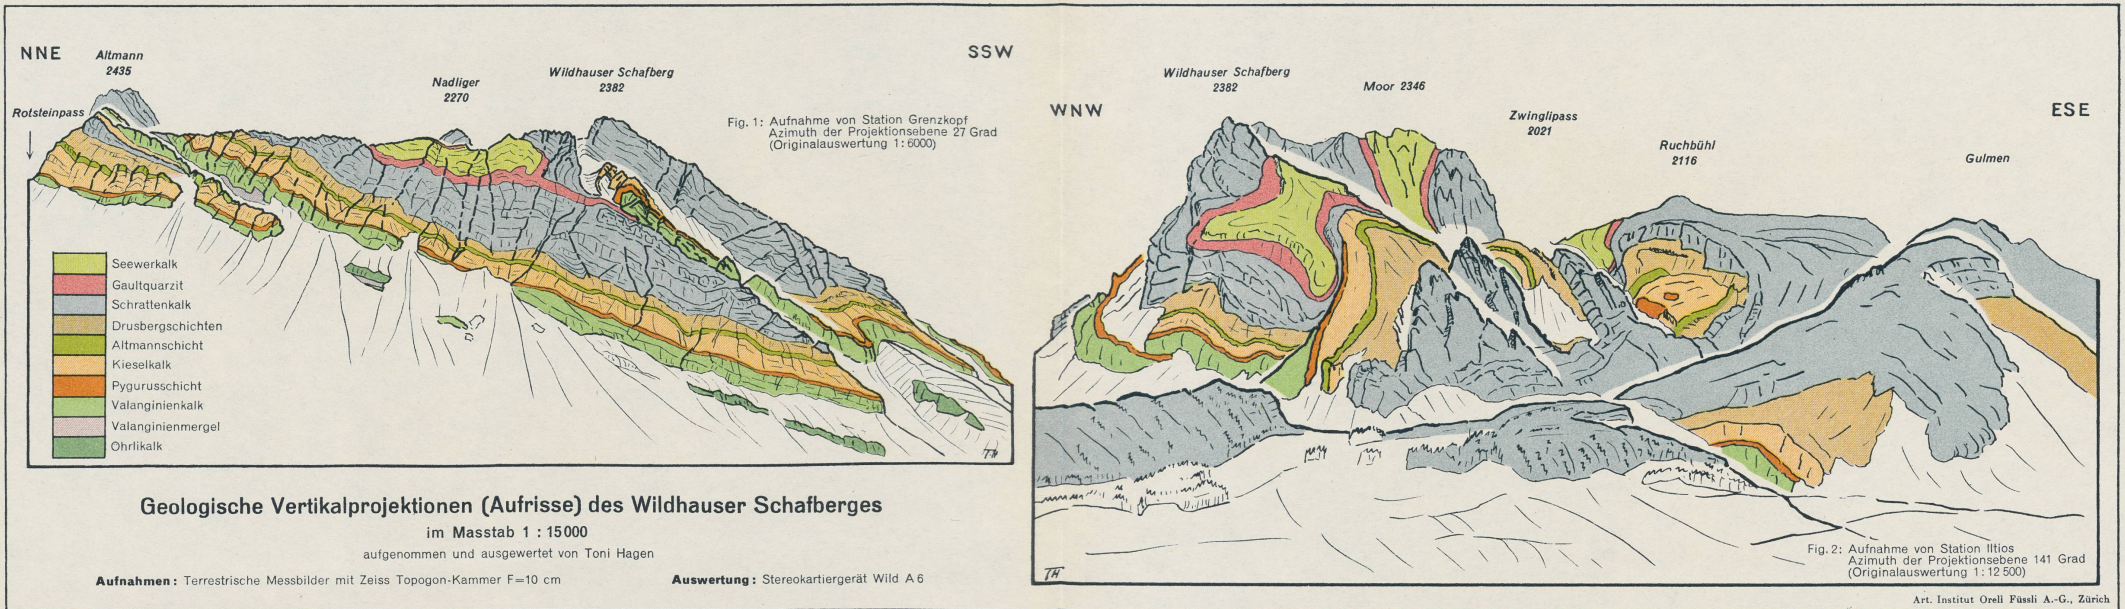 NNE
SSW
Altmann
2435
Rotsteinpass
Nadliger
2270
Wildhauser Schafberg
2382
Fig. 1: Aufnahme von Station Grenzkopf
Azimuth der Projektionsebene 27 Grad
(Originalauswertung 1:6000)
Seewerkalk
Gaultquarzit
Schrattenkalk
Drusbergschichten
Altmannschicht
Kieselkalk
Pygurusschicht
Valanginienkalk
Valanginienmergel
Öhrlikalk
TH
Geologische Vertikalprojektionen (Aufrisse) des Wildhauser Schafberges
im Masstab 1 : 15000
aufgenommen und ausgewertet von Toni Hagen
Aufnahmen: Terrestrische Messbilder mit Zeiss Topogon-Kammer F=10 cm
Auswertung: Stereokartiergerät Wild A 6
WNW
ESE
Wildhauser Schafberg
2382
Moor 2346
Zwinglipass
2021
Ruchbühl
2116
Gulmen
Fig. 2: Aufnahme von Station Iltios
Azimuth der Projektionsebene 141 Grad
(Originalauswertung 1:12 500)
TH
Art. Institut Orell Füssli A.-G., Zürich